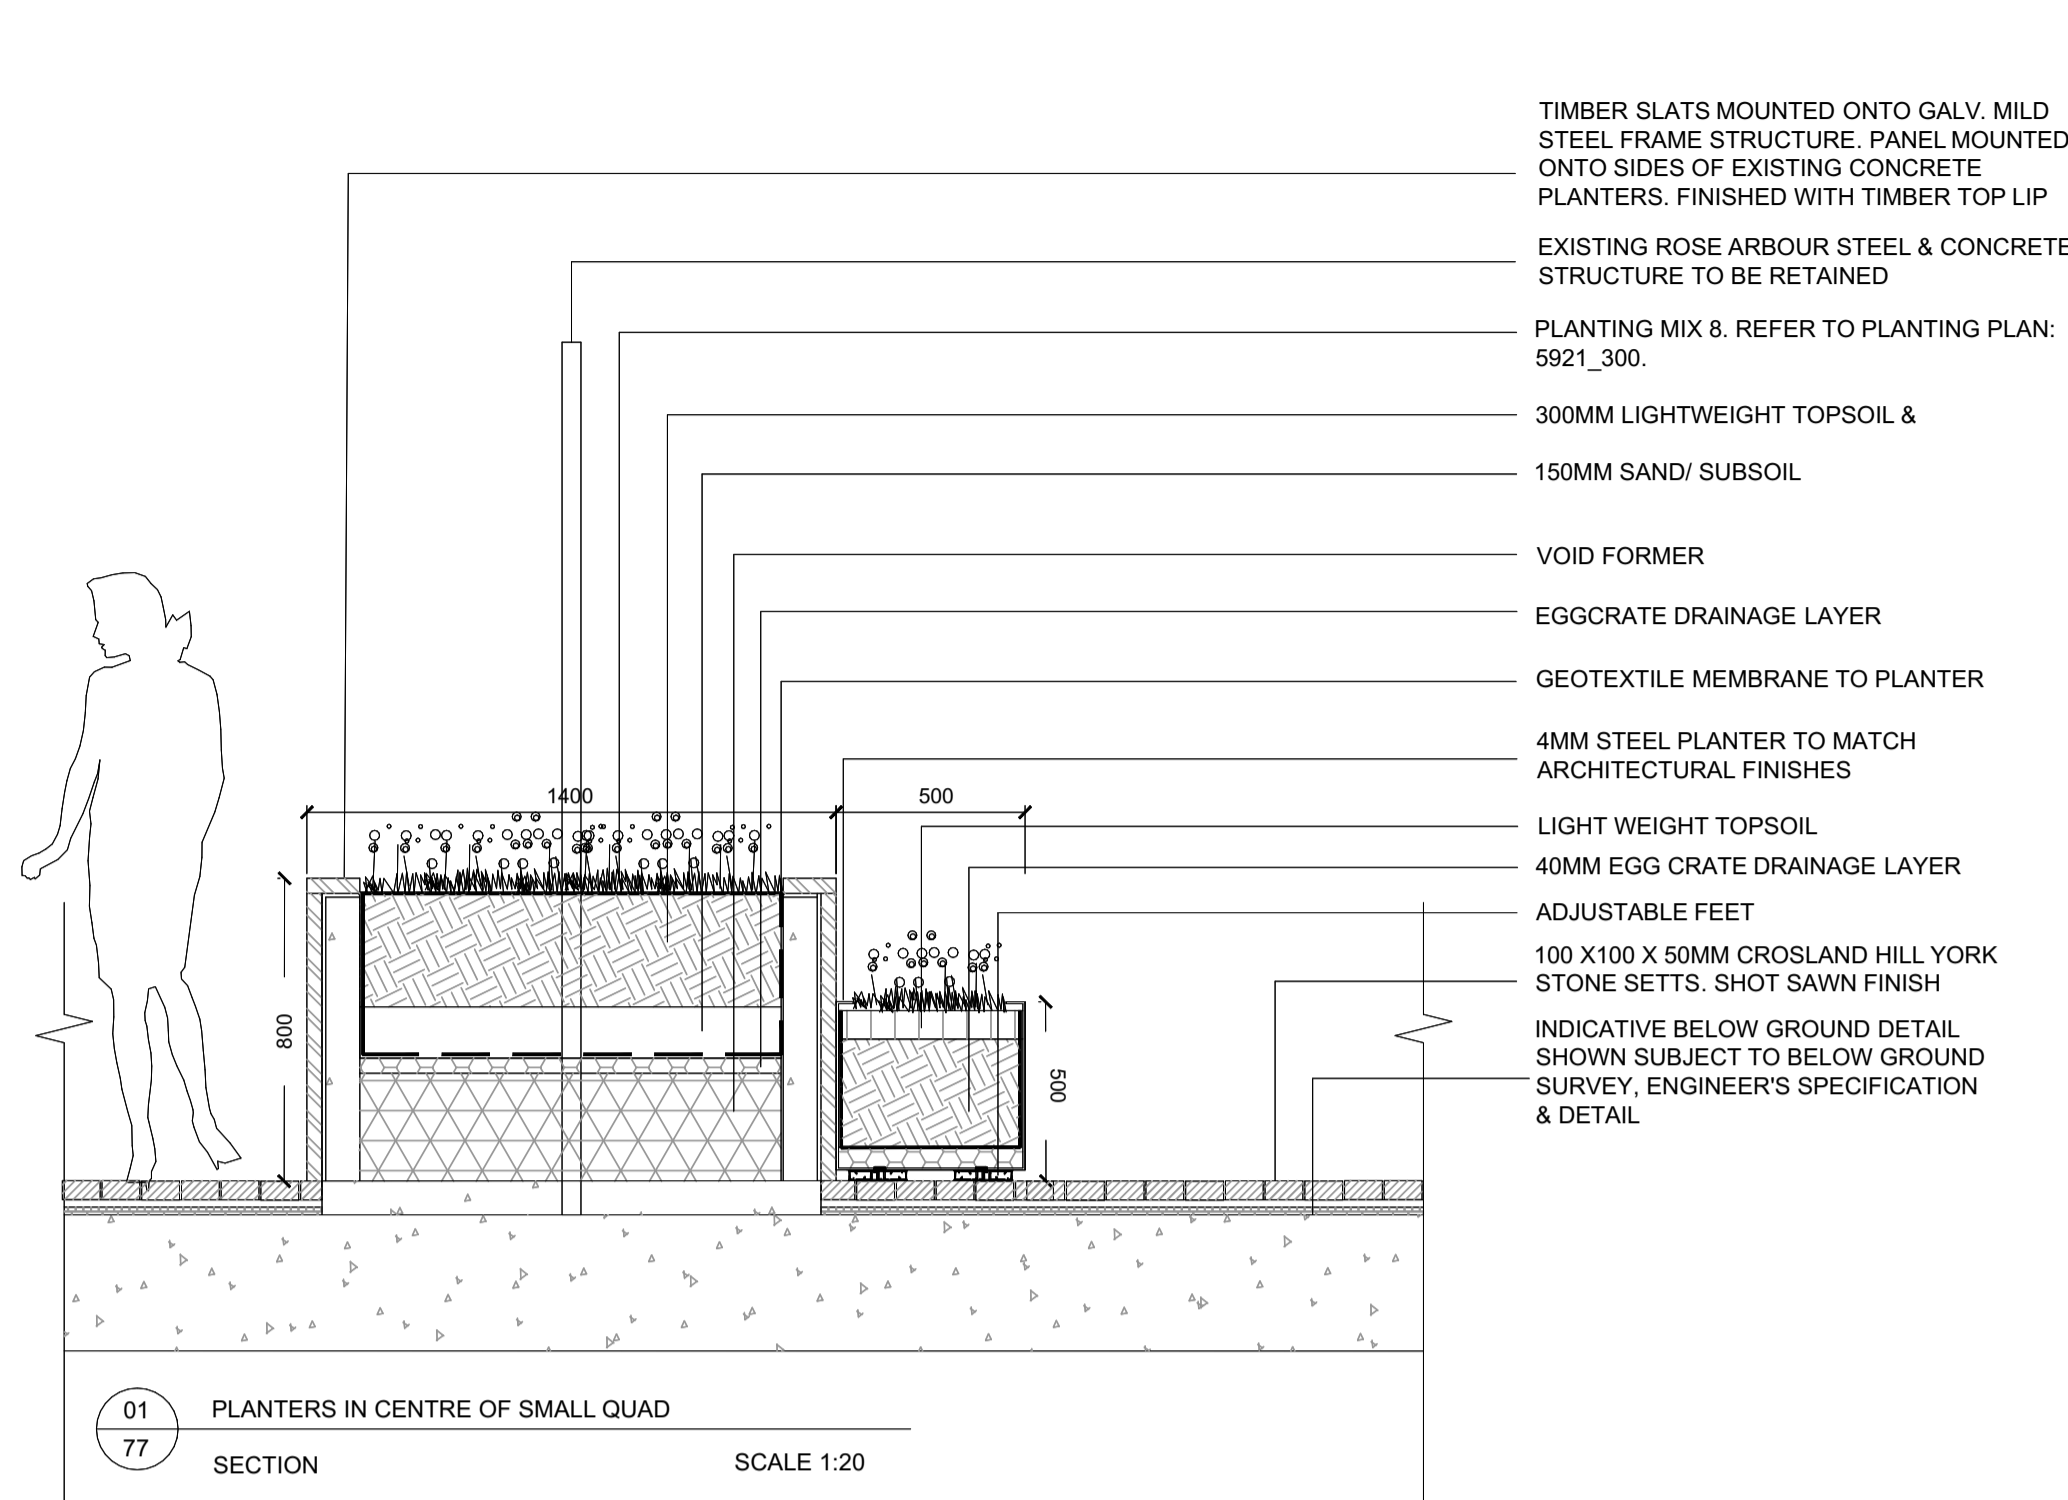 TIMBER SLATS MOUNTED ONTO GALV. MILD
STEEL FRAME STRUCTURE. PANEL MOUNTED
ONTO SIDES OF EXISTING CONCRETE
PLANTERS. FINISHED WITH TIMBER TOP LIP
EXISTING ROSE ARBOUR STEEL & CONCRETE
STRUCTURE TO BE RETAINED
PLANTING MIX 8. REFER TO PLANTING PLAN:
5921_300.
300MM LIGHTWEIGHT TOPSOIL &
150MM SAND/ SUBSOIL
VOID FORMER
EGGCRATE DRAINAGE LAYER
GEOTEXTILE MEMBRANE TO PLANTER
4MM STEEL PLANTER TO MATCH
ARCHITECTURAL FINISHES
1400
500
LIGHT WEIGHT TOPSOIL
40MM EGG CRATE DRAINAGE LAYER
ADJUSTABLE FEET
100 X100 X 50MM CROSLAND HILL YORK
STONE SETTS. SHOT SAWN FINISH
800
500
INDICATIVE BELOW GROUND DETAIL
SHOWN SUBJECT TO BELOW GROUND
SURVEY, ENGINEER'S SPECIFICATION
& DETAIL
01
77
PLANTERS IN CENTRE OF SMALL QUAD
SECTION
SCALE 1:20